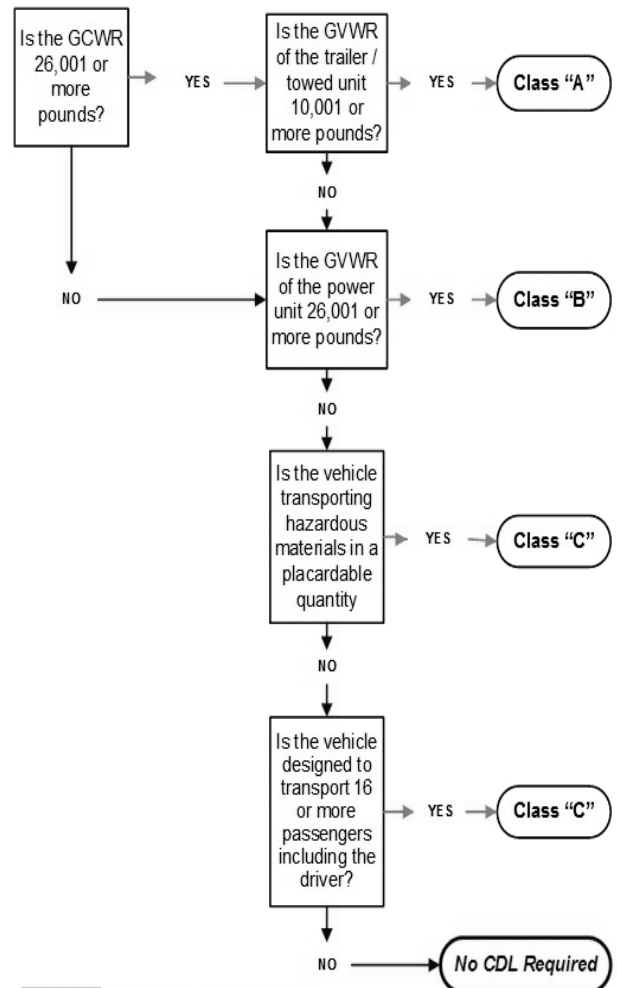 Is the GCWR
26,001 or
more
pounds?
YES
Is the GVWR
of the trailer /
towed unit
10,001 or
more pounds?
YES
Class “A”
NO
NO
Is the GVWR
of the power
unit 26,001 or
more pounds?
YES
Class “B”
NO
Is the vehicle
transporting
hazardous
materials in a
placardable
quantity
YES
Class “C”
NO
Is the vehicle
designed to
transport 16
or more
passengers
including the
driver?
YES
Class “C”
NO
No CDL Required